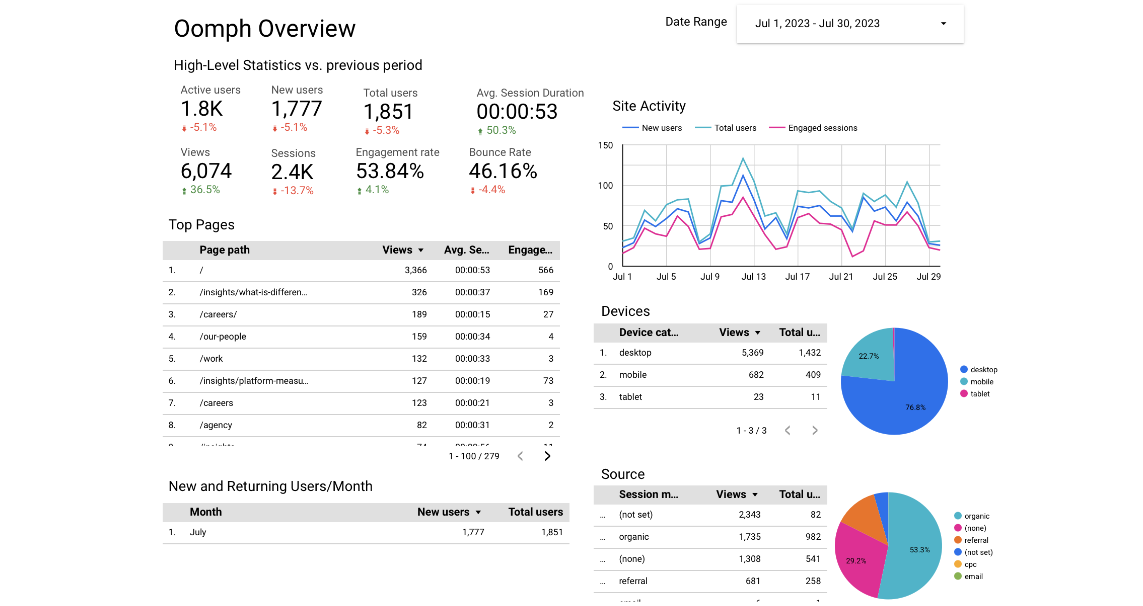 Oomph Overview
Date Range
Jul 1, 2023 - Jul 30, 2023
High-Level Statistics vs. previous period
Active users New users Total users Avg. Session Duration
1.8K 1,777 1,851 00:00:53
-5.1% -5.1% -5.3% 50.3%
Views Sessions Engagement rate Bounce Rate
6,074 2.4K 53.84% 46.16%
36.5% -13.7% 4.1% -4.4%
Top Pages
Page path Views Avg. Se... Engage...
1. / 3,366 00:00:53 566
2. /insights/what-is-differen... 326 00:00:37 169
3. /careers/ 189 00:00:15 27
4. /our-people 159 00:00:34 4
5. /work 132 00:00:33 3
6. /insights/platform-measu... 127 00:00:19 73
7. /careers 123 00:00:21 3
8. /agency 82 00:00:31 2
1 - 100 / 279
New and Returning Users/Month
Month New users Total users
1. July 1,777 1,851
Site Activity
New users Total users Engaged sessions
150
100
50
0
Jul 1 Jul 5 Jul 9 Jul 13 Jul 17 Jul 21 Jul 25 Jul 29
Devices
Device cat... Views Total u...
1. desktop 5,369 1,432
2. mobile 682 409
3. tablet 23 11
1 - 3 / 3
22.7%
76.8%
desktop
mobile
tablet
Source
Session m... Views Total u...
... (not set) 2,343 82
... organic 1,735 982
... (none) 1,308 541
... referral 681 258
53.3%
29.2%
organic
(none)
referral
(not set)
cpc
email